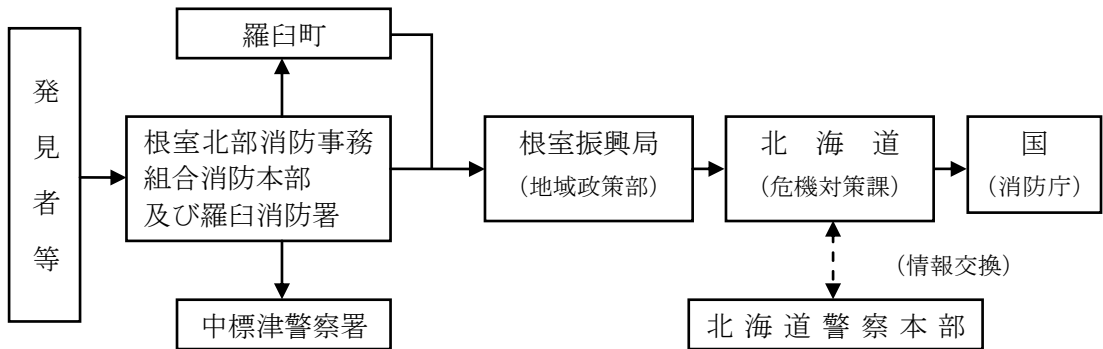 発見者等
羅臼町
根室北部消防事務
組合消防本部
及び羅臼消防署
中標津警察署
根室振興局
（地域政策部）
北海道
（危機対策課）
国
（消防庁）
（情報交換）
北海道警察本部